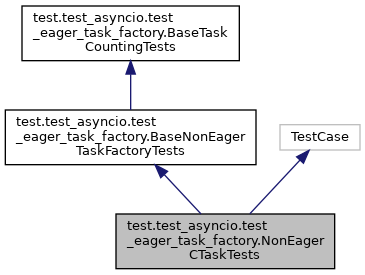 test.test_asyncio.test
_eager_task_factory.BaseTask
CountingTests
test.test_asyncio.test
_eager_task_factory.BaseNonEager
TaskFactoryTests
TestCase
test.test_asyncio.test
_eager_task_factory.NonEager
CTaskTests